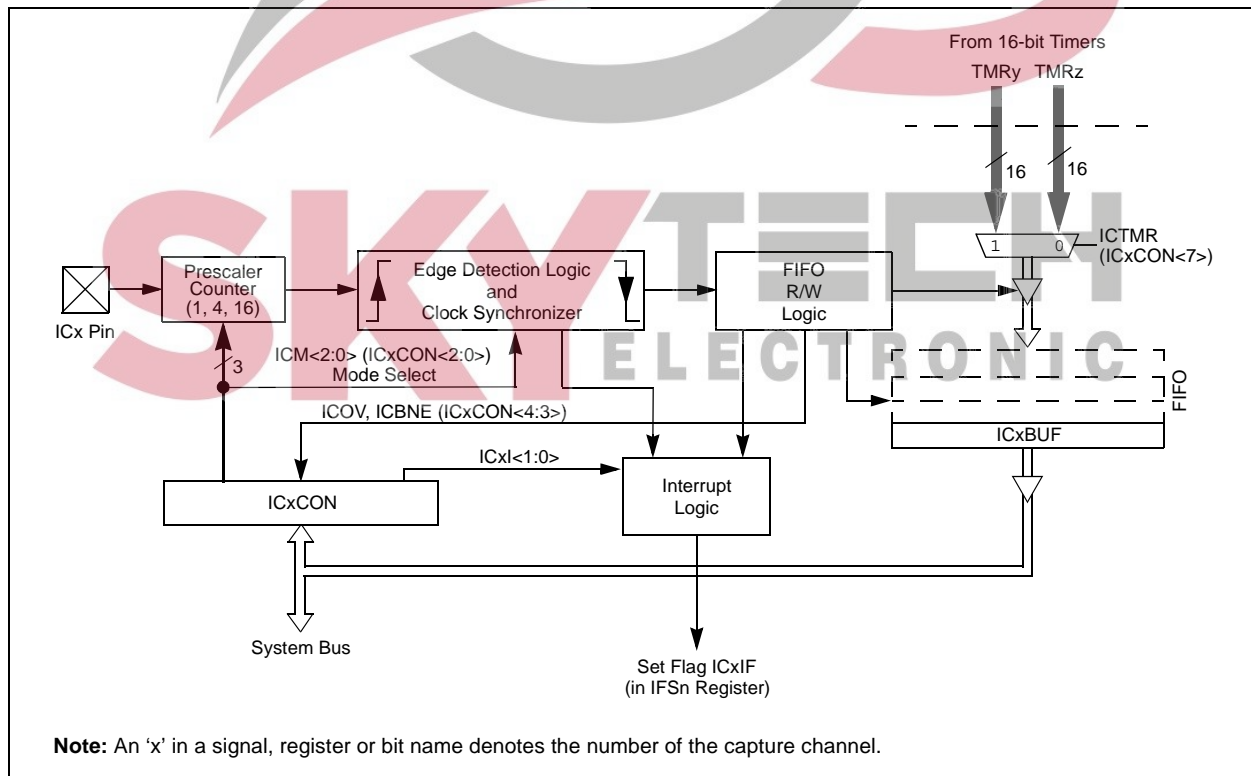 From 16-bit Timers
TMRy TMRz
16
16
1 0
ICTMR
(ICxCON<7>)
Prescaler
Counter
(1, 4, 16)
Edge Detection Logic
and
Clock Synchronizer
FIFO
R/W
Logic
ICx Pin
3
ICM<2:0> (ICxCON<2:0>)
Mode Select
SKYTECH
ELECTRONIC
FIFO
ICOV, ICBNE (ICxCON<4:3>)
ICxBUF
ICxI<1:0>
ICxCON
Interrupt
Logic
System Bus
Set Flag ICxIF
(in IFSn Register)
Note: An ‘x’ in a signal, register or bit name denotes the number of the capture channel.